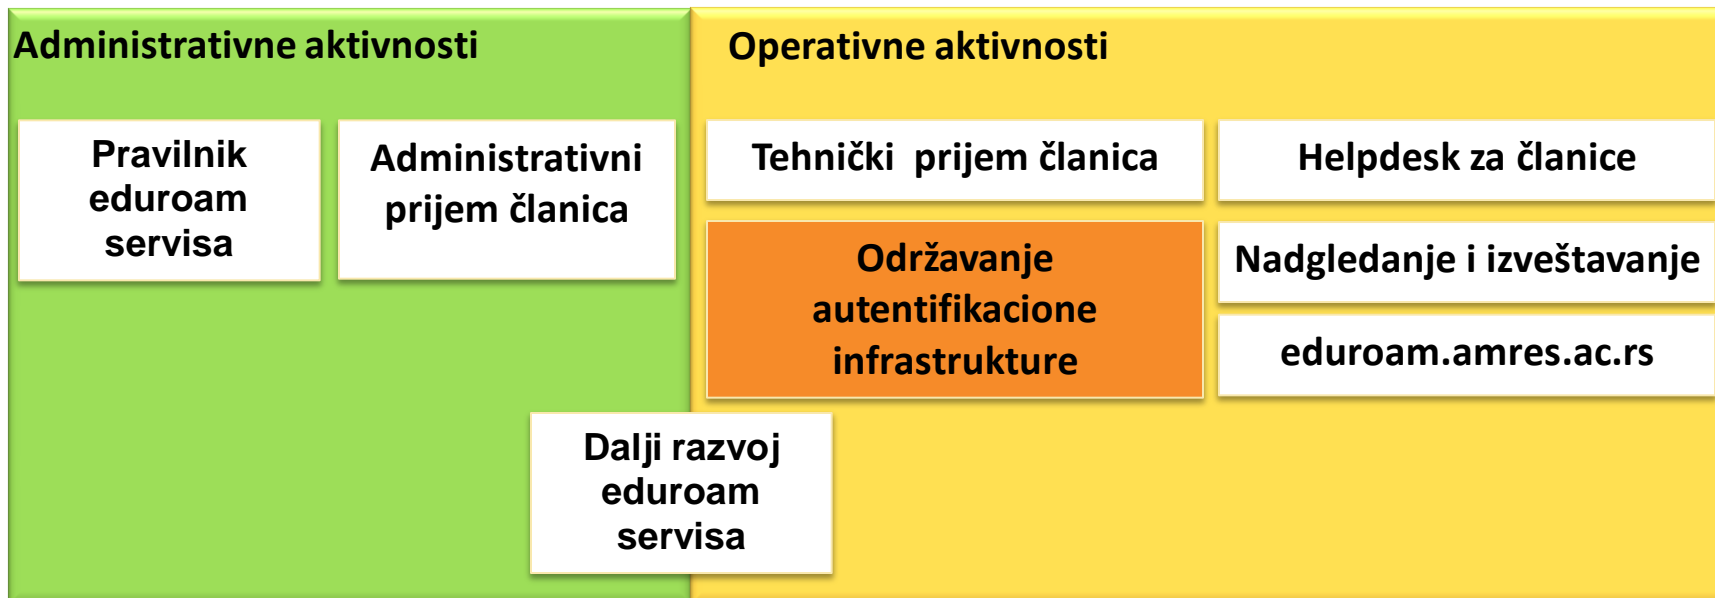 Administrativne aktivnosti
Pravilnik
eduroam
servisa
Administrativni
prijem članica
Operativne aktivnosti
Tehnički  prijem članica
Helpdesk za članice
Održavanje
autentifikacione
infrastrukture
Nadgledanje i izveštavanje
eduroam.amres.ac.rs
Dalji razvoj
eduroam
servisa